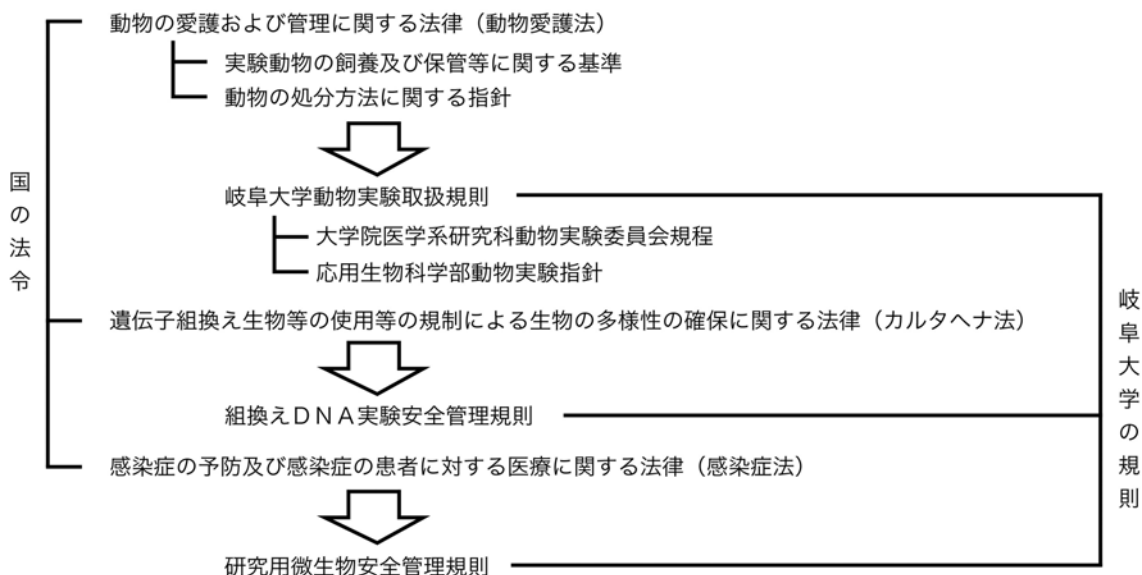 動物の愛護および管理に関する法律（動物愛護法）
実験動物の飼養及び保管等に関する基準
動物の処分方法に関する指針
国の法令
岐阜大学動物実験取扱規則
大学院医学系研究科動物実験委員会規程
応用生物科学部動物実験指針
遺伝子組換え生物等の使用等の規制による生物の多様性の確保に関する法律（カルタヘナ法）
岐阜大学の規則
組換えＤＮＡ実験安全管理規則
感染症の予防及び感染症の患者に対する医療に関する法律（感染症法）
研究用微生物安全管理規則